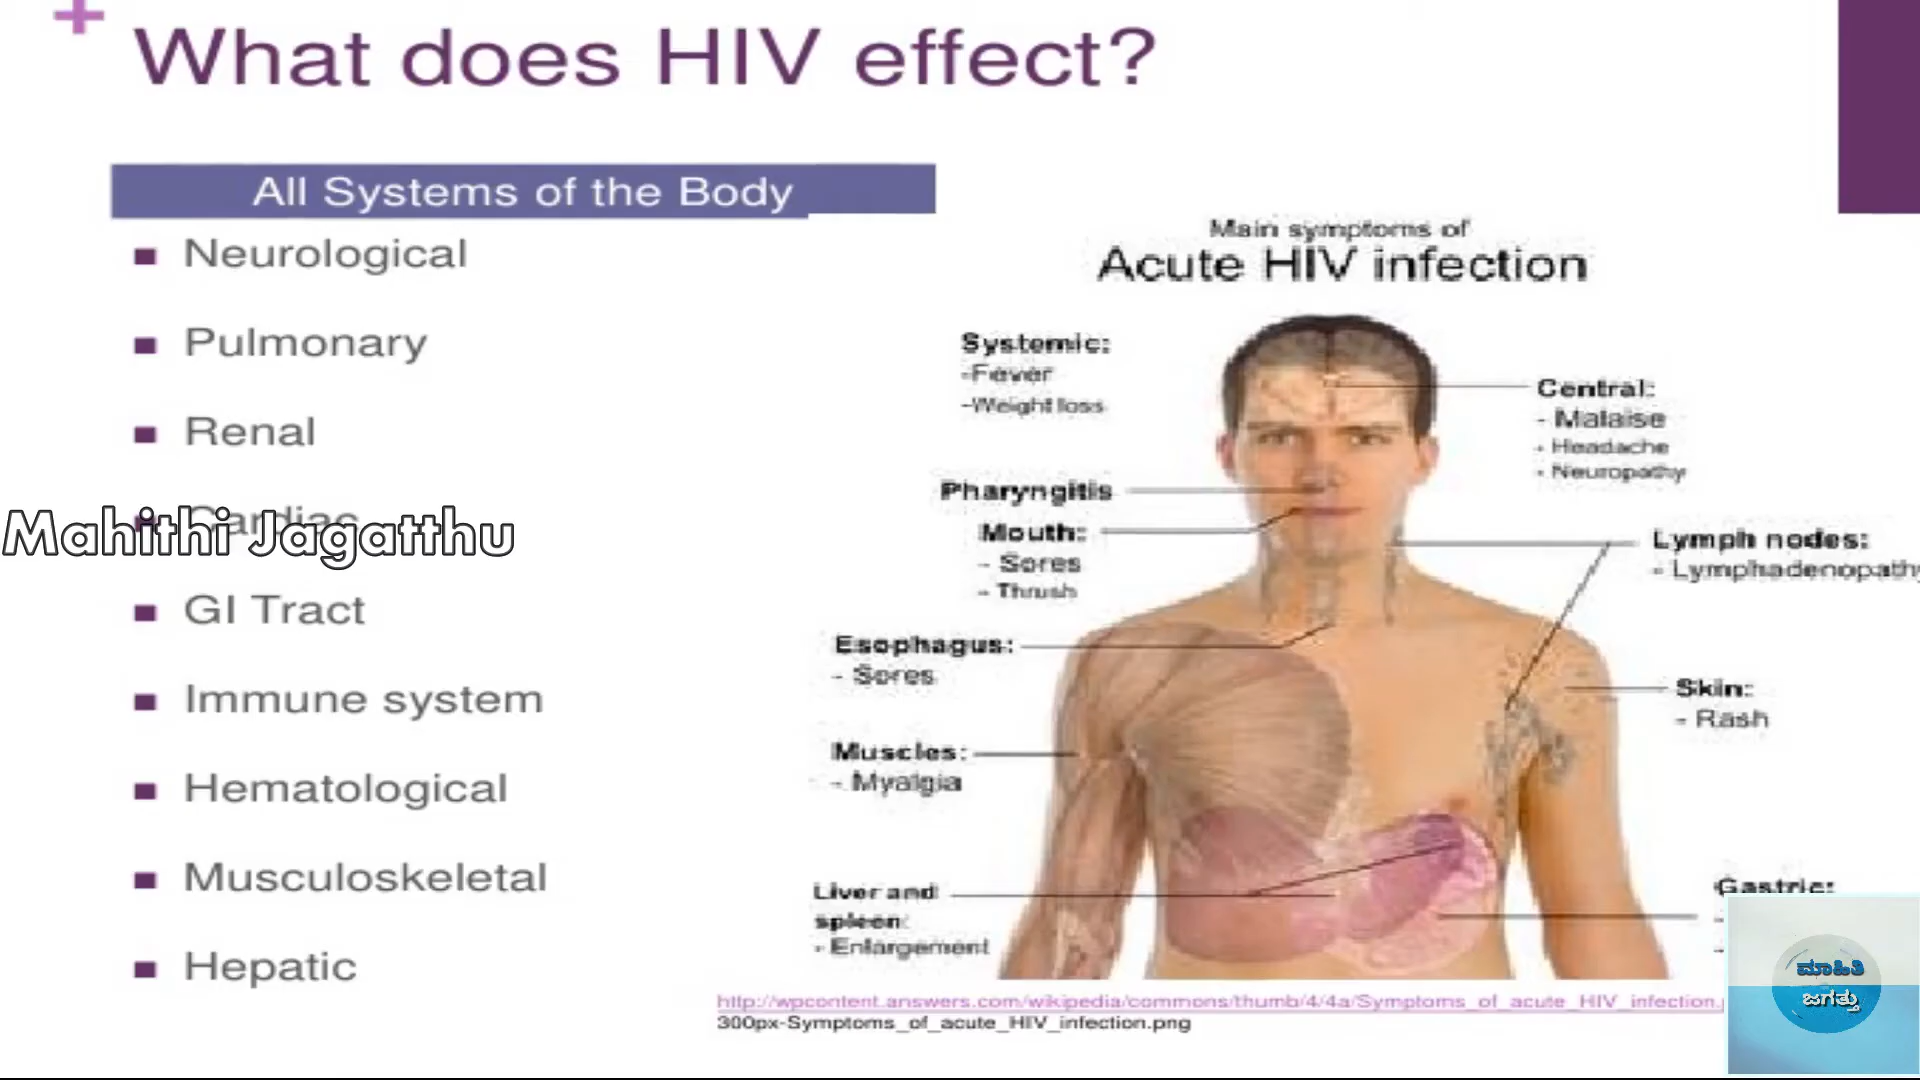 +
What does HIV effect?
All Systems of the Body
Neurological
Pulmonary
Renal
Cardiac
Mahithi Jagatthu
GI Tract
Immune system
Hematological
Musculoskeletal
Hepatic
Main symptoms of
Acute HIV infection
Systemic:
-Fever
-Weight loss
Central:
- Malaise
- Headache
- Neuropathy
Pharyngitis
Mouth:
- Sores
- Thrush
Lymph nodes:
- Lymphadenopathy
Esophagus:
- Sores
Skin:
- Rash
Muscles:
- Myalgia
Liver and
spleen:
- Enlargement
Gastric:
http://wpcontent.answers.com/wikipedia/commons/thumb/4/4a/Symptoms_of_acute_HIV_infection.
300px-Symptoms_of_acute_HIV_infection.png
ಮಾಹಿತಿ
ಜಗತ್ತು